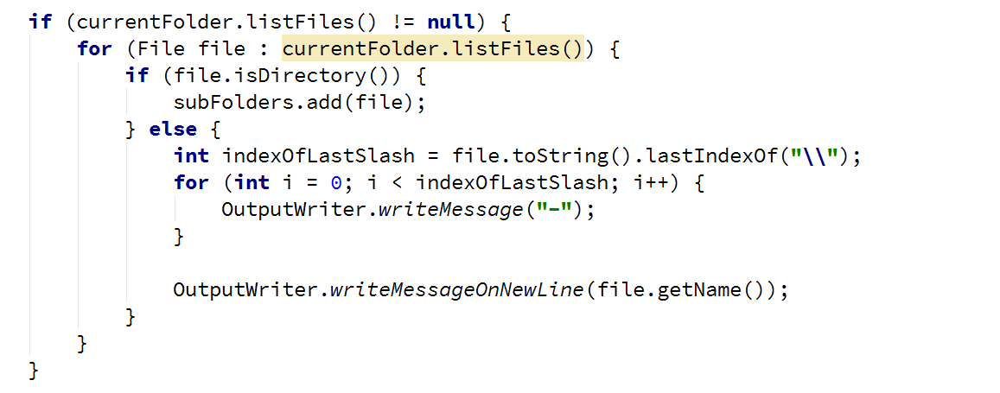 if (currentFolder.listFiles() != null) {
    for (File file : currentFolder.listFiles()) {
        if (file.isDirectory()) {
            subFolders.add(file);
        } else {
            int indexOfLastSlash = file.toString().lastIndexOf("\\");
            for (int i = 0; i < indexOfLastSlash; i++) {
                OutputWriter.writeMessage("-");
            }

            OutputWriter.writeMessageOnNewLine(file.getName());
        }
    }
}